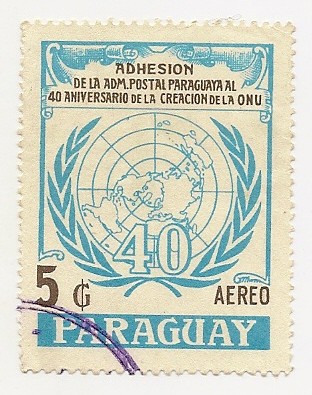 ADHESION
DE LA ADM. POSTAL PARAGUAYA AL
40 ANIVERSARIO DE LA CREACION DE LA ONU
40
5 ₲ AEREO
PARAGUAY